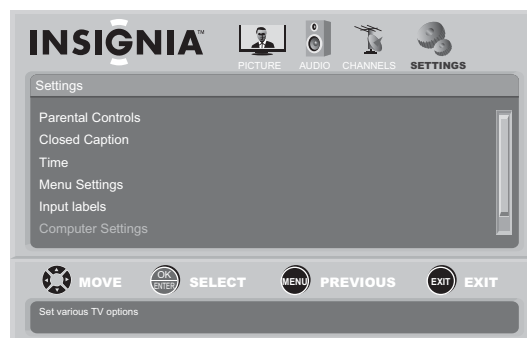 INSIGNIA™
PICTURE AUDIO CHANNELS SETTINGS
Settings
Parental Controls
Closed Caption
Time
Menu Settings
Input labels
Computer Settings
MOVE OK ENTER SELECT MENU PREVIOUS EXIT EXIT
Set various TV options